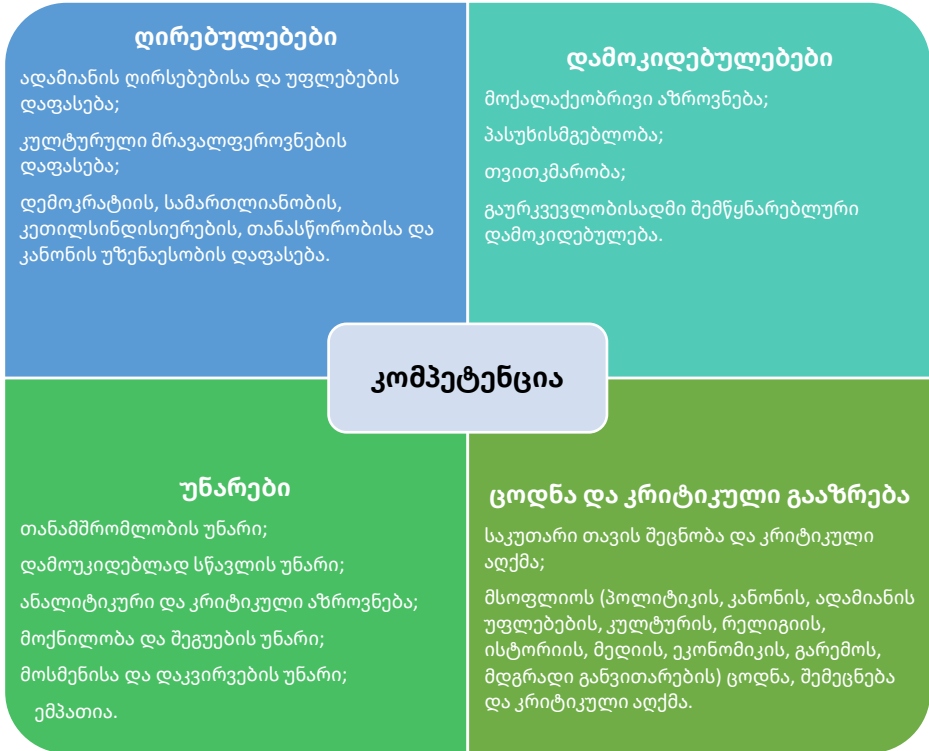 ღირებულებები
ადამიანის ღირსებებისა და უფლებების
დაფასება;
კულტურული მრავალფეროვნების
დაფასება;
დემოკრატიის, სამართლიანობის,
კეთილსინდისიერების, თანასწორობისა და
კანონის უზენაესობის დაფასება.
დამოკიდებულებები
მოქალაქეობრივი აზროვნება;
პასუხისმგებლობა;
თვითკმარობა;
გაურკვევლობისადმი შემწყნარებლური
დამოკიდებულება.
კომპეტენცია
უნარები
თანამშრომლობის უნარი;
დამოუკიდებლად სწავლის უნარი;
ანალიტიკური და კრიტიკული აზროვნება;
მოქნილობა და შეგუების უნარი;
მოსმენისა და დაკვირვების უნარი;
ემპათია.
ცოდნა და კრიტიკული გააზრება
საკუთარი თავის შეცნობა და კრიტიკული
აღქმა;
მსოფლიოს (პოლიტიკის, კანონის, ადამიანის
უფლებების, კულტურის, რელიგიის,
ისტორიის, მედიის, ეკონომიკის, გარემოს,
მდგრადი განვითარების) ცოდნა, შემეცნება
და კრიტიკული აღქმა.